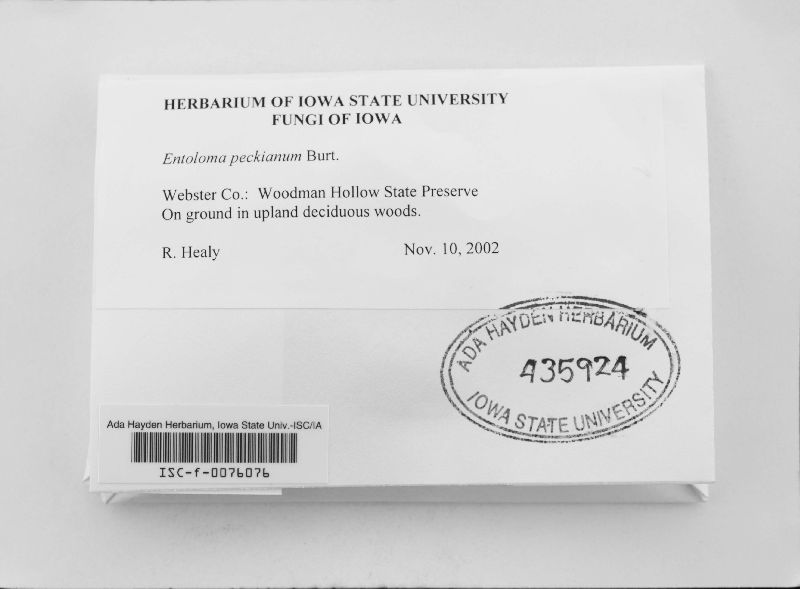 HERBARIUM OF IOWA STATE UNIVERSITY
FUNGI OF IOWA
Entoloma peckianum Burt.
Webster Co.: Woodman Hollow State Preserve
On ground in upland deciduous woods.
R. Healy Nov. 10, 2002
ADA HAYDEN HERBARIUM
435924
IOWA STATE UNIVERSITY
Ada Hayden Herbarium, Iowa State Univ.-ISC/IA
ISC-f-0076076